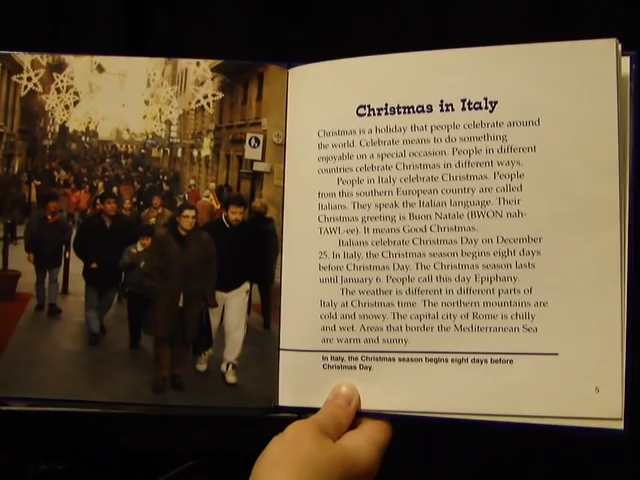 Christmas in Italy
Christmas is a holiday that people celebrate around
the world. Celebrate means to do something
enjoyable on a special occasion. People in different
countries celebrate Christmas in different ways.
People in Italy celebrate Christmas. People
from this southern European country are called
Italians. They speak the Italian language. Their
Christmas greeting is Buon Natale (BWON nah-
TAWL-ee). It means Good Christmas.
Italians celebrate Christmas Day on December
25. In Italy, the Christmas season begins eight days
before Christmas Day. The Christmas season lasts
until January 6. People call this day Epiphany.
The weather is different in different parts of
Italy at Christmas time. The northern mountains are
cold and snowy. The capital city of Rome is chilly
and wet. Areas that border the Mediterranean Sea
are warm and sunny.
In Italy, the Christmas season begins eight days before
Christmas Day.
5